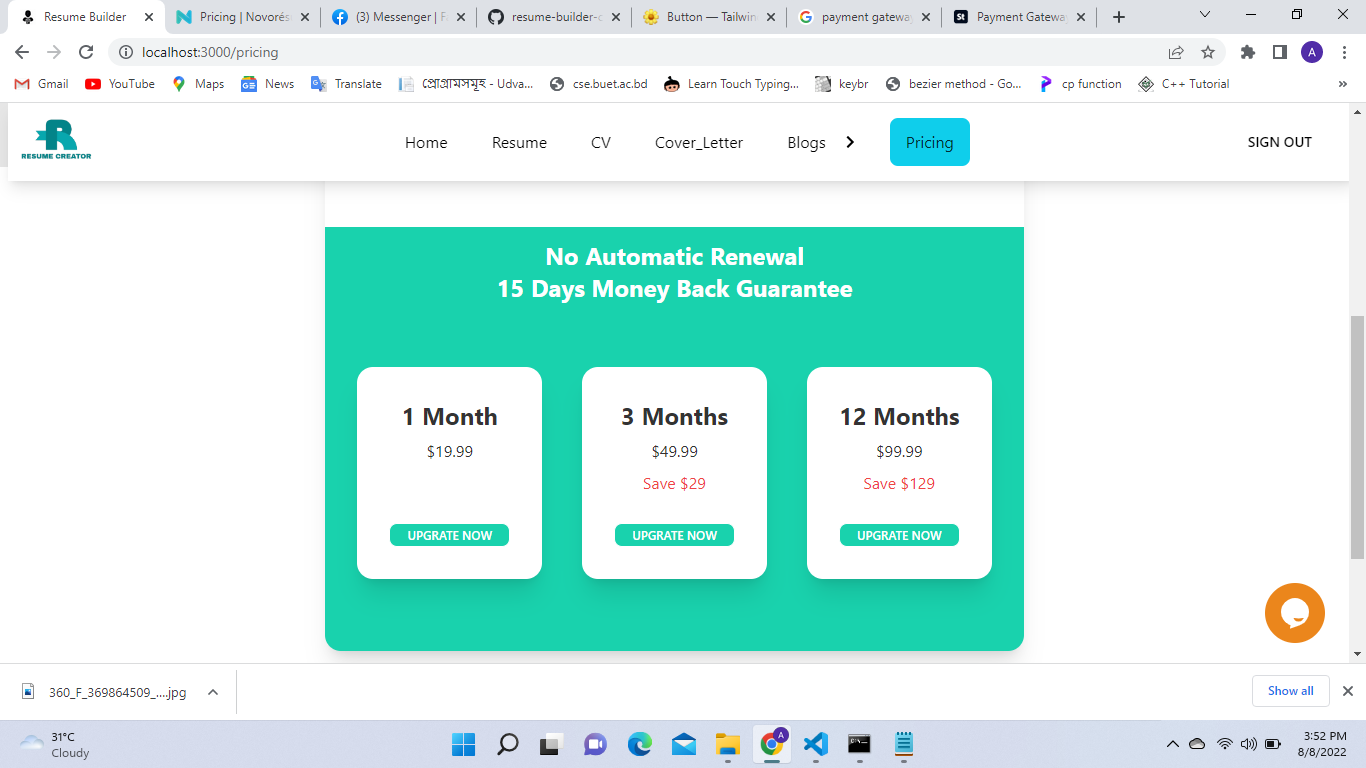 Resume Builder
Pricing | Novorés
(3) Messenger | F
resume-builder-c
Button — Tailwin
payment gateway
Payment Gateway
localhost:3000/pricing
A
Gmail
YouTube
Maps
News
Translate
প্রোগ্রামসমূহ - Udva...
cse.buet.ac.bd
Learn Touch Typing...
keybr
bezier method - Go...
cp function
C++ Tutorial
»
R
RESUME CREATOR
Home
Resume
CV
Cover_Letter
Blogs
Pricing
SIGN OUT
No Automatic Renewal
15 Days Money Back Guarantee
1 Month
$19.99
UPGRATE NOW
3 Months
$49.99
Save $29
UPGRATE NOW
12 Months
$99.99
Save $129
UPGRATE NOW
360_F_369864509_....jpg
Show all
31°C
Cloudy
A
3:52 PM
8/8/2022